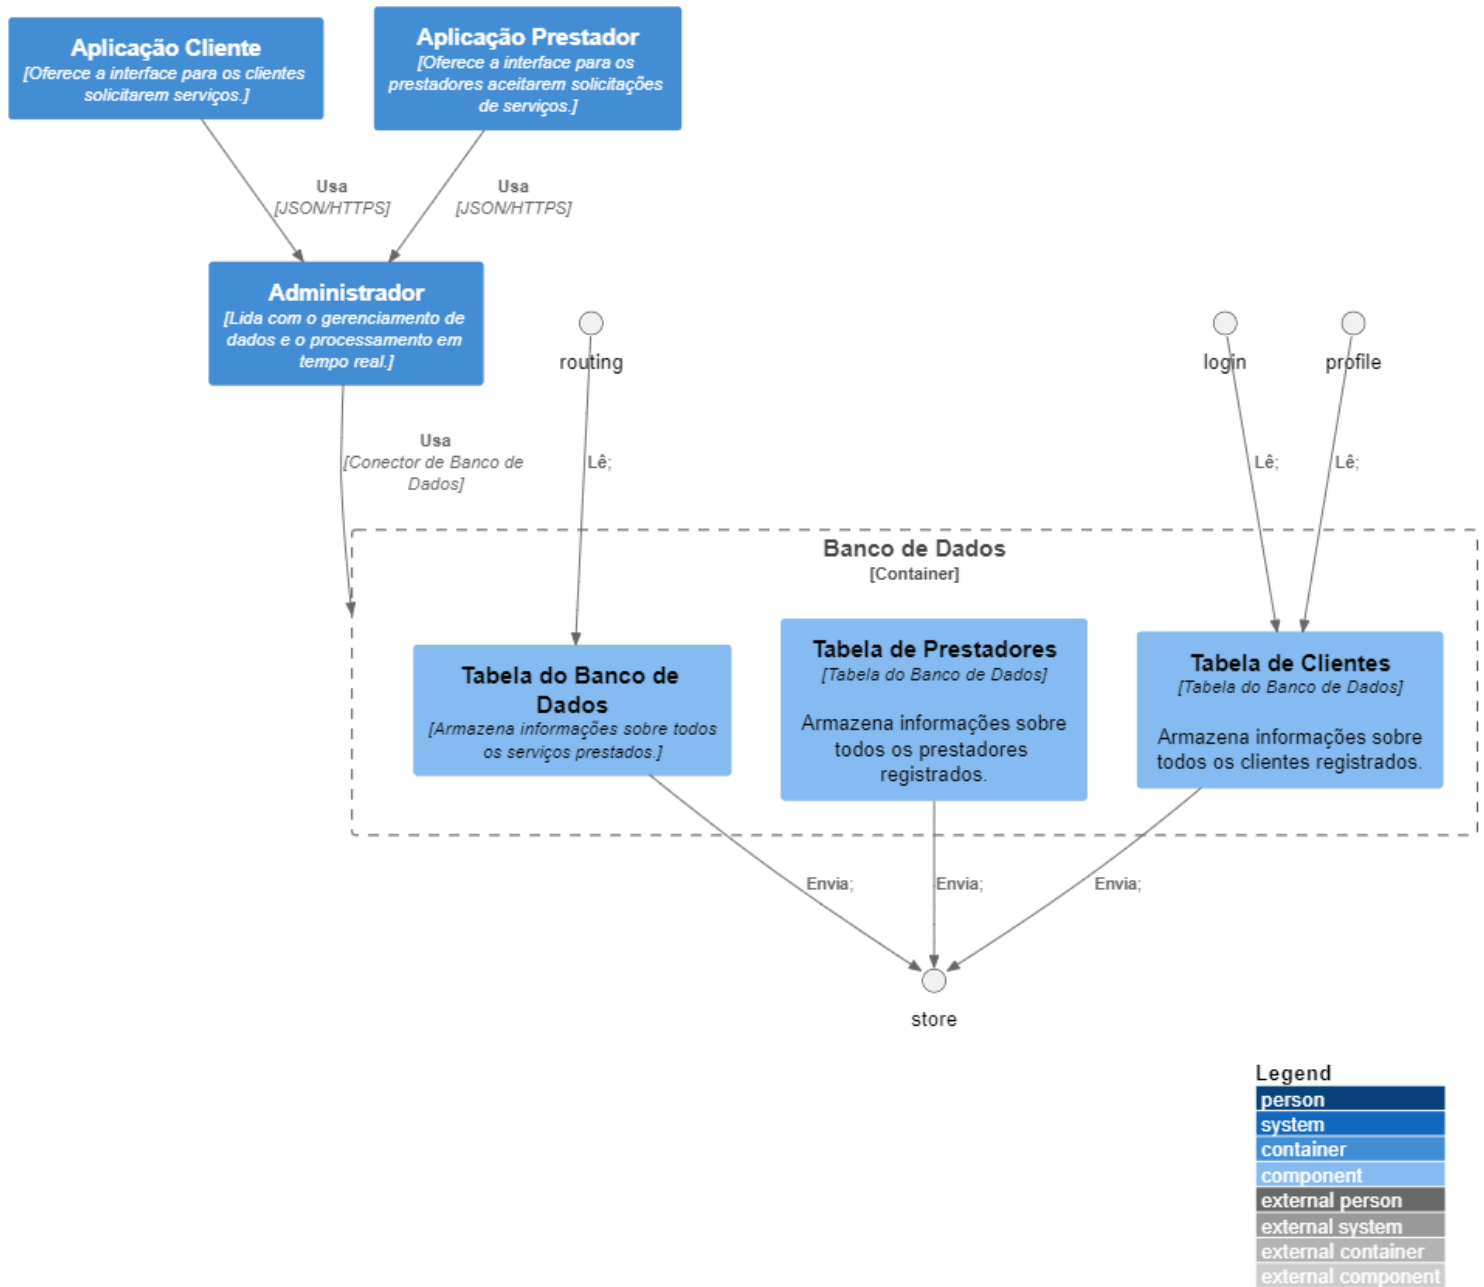 Aplicação Cliente
[Oferece a interface para os clientes
solicitarem serviços.]
Aplicação Prestador
[Oferece a interface para os
prestadores aceitarem solicitações
de serviços.]
Usa
[JSON/HTTPS]
Usa
[JSON/HTTPS]
Administrador
[Lida com o gerenciamento de
dados e o processamento em
tempo real.]
routing
login
profile
Usa
[Conector de Banco de
Dados]
Lê;
Lê;
Lê;
Banco de Dados
[Container]
Tabela do Banco de
Dados
[Armazena informações sobre todos
os serviços prestados.]
Tabela de Prestadores
[Tabela do Banco de Dados]
Armazena informações sobre
todos os prestadores
registrados.
Tabela de Clientes
[Tabela do Banco de Dados]
Armazena informações sobre
todos os clientes registrados.
Envia;
Envia;
Envia;
store
Legend
person
system
container
component
external person
external system
external container
external component